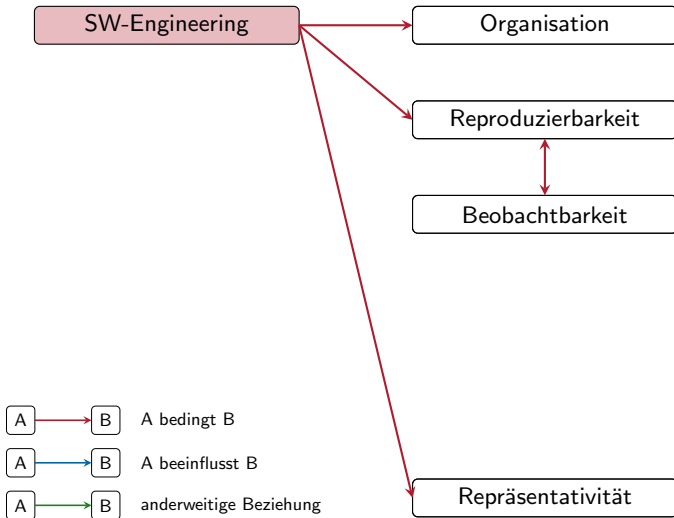 SW-Engineering
Organisation
Reproduzierbarkeit
Beobachtbarkeit
A B A bedingt B
A B A beeinflusst B
A B anderweitige Beziehung
Repräsentativität